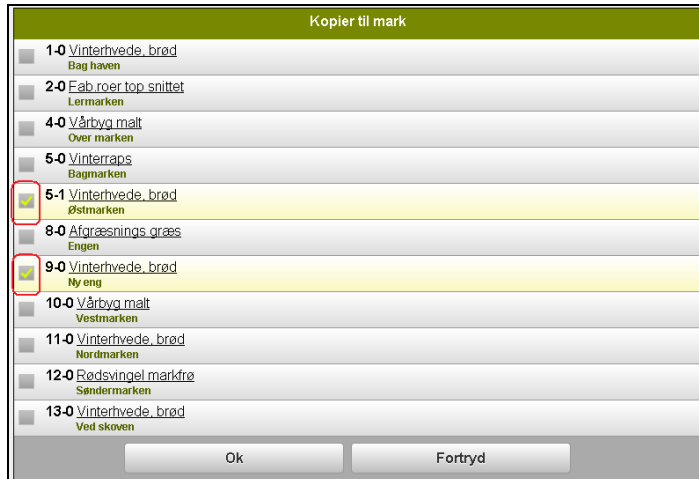 Kopier til mark
1-0 Vinterhvede, brød
Bag haven
2-0 Fab.roer top snittet
Lermarken
4-0 Vårbyg malt
Over marken
5-0 Vinterraps
Bagmarken
5-1 Vinterhvede, brød
Østmarken
8-0 Afgræsnings græs
Engen
9-0 Vinterhvede, brød
Ny eng
10-0 Vårbyg malt
Vestmarken
11-0 Vinterhvede, brød
Nordmarken
12-0 Rødsvingel markfrø
Søndermarken
13-0 Vinterhvede, brød
Ved skoven
Ok Fortryd